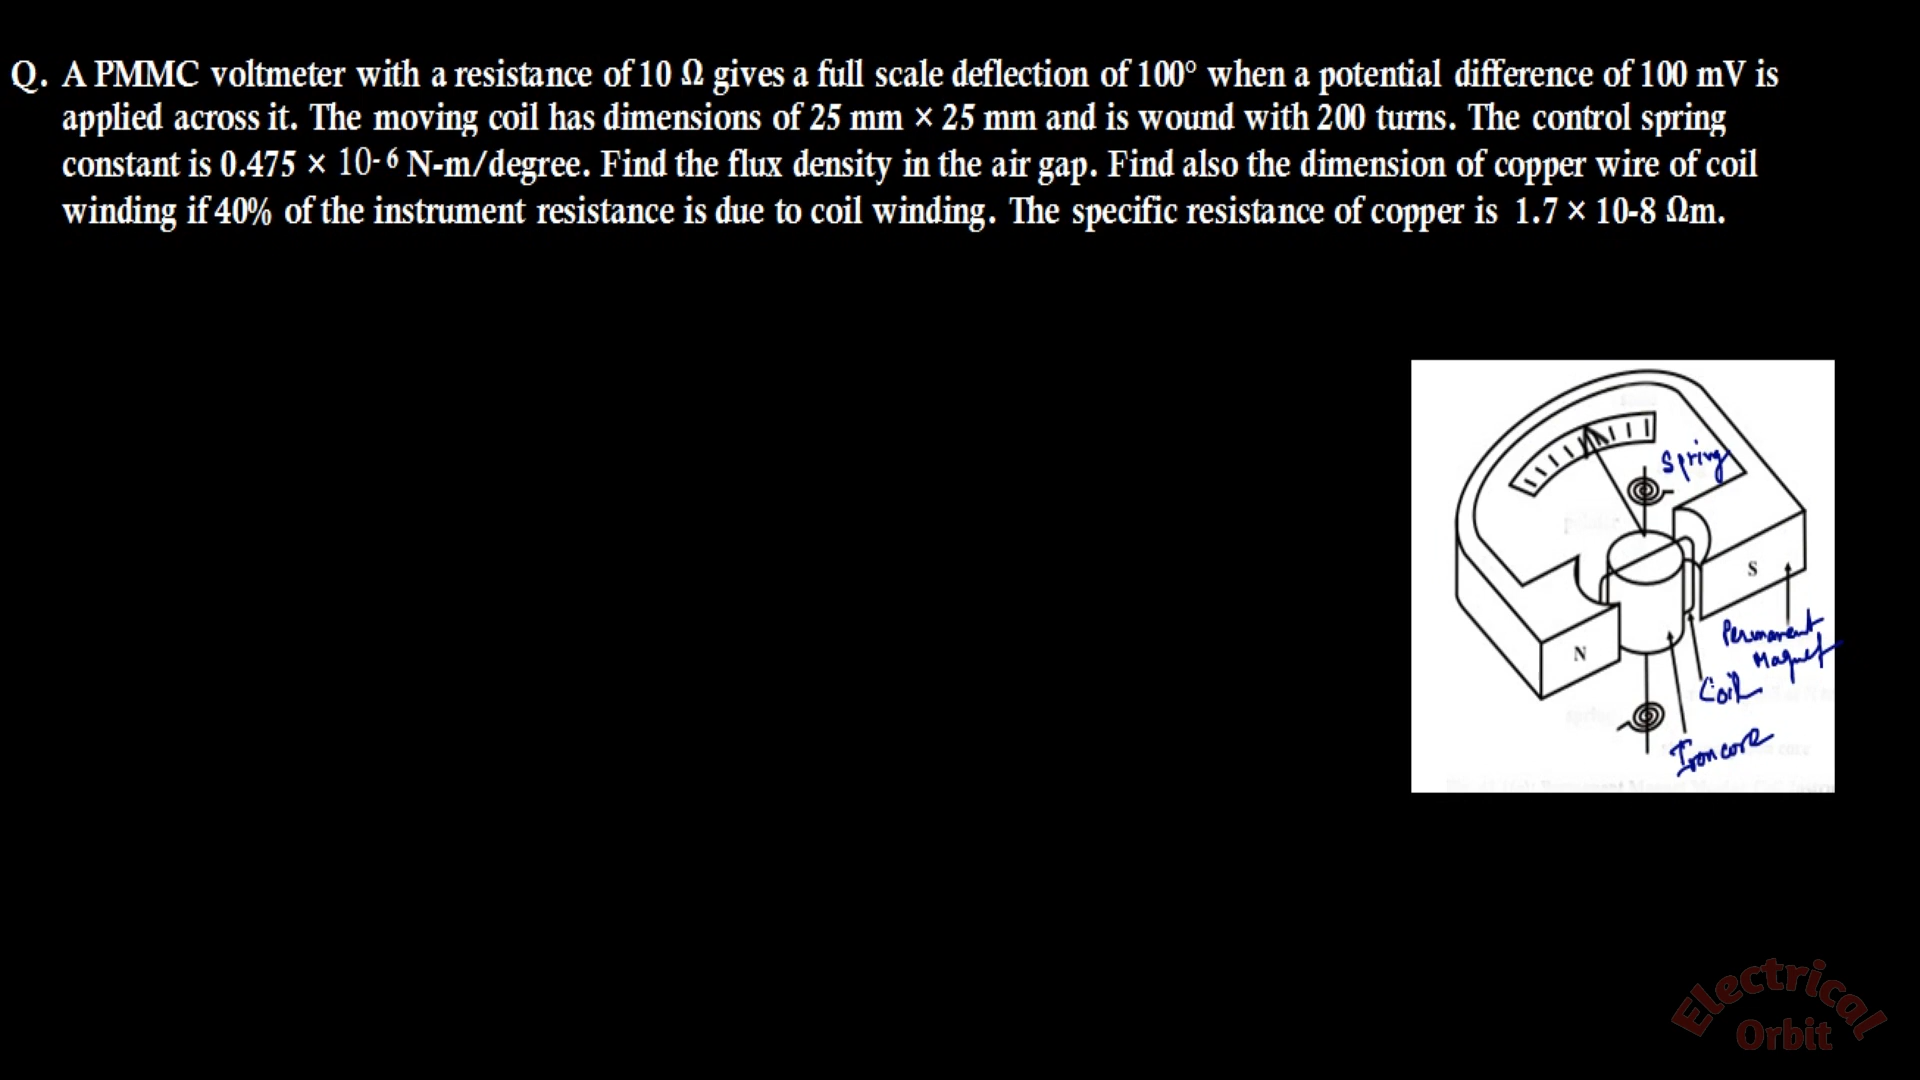 Q. A PMMC voltmeter with a resistance of 10 Ω gives a full scale deflection of 100° when a potential difference of 100 mV is
applied across it. The moving coil has dimensions of 25 mm × 25 mm and is wound with 200 turns. The control spring
constant is 0.475 × 10-6 N-m/degree. Find the flux density in the air gap. Find also the dimension of copper wire of coil
winding if 40% of the instrument resistance is due to coil winding. The specific resistance of copper is 1.7 × 10-8 Ωm.
Spring
S
Permanent
Magnet
N
Coil
Iron core
Electrical
Orbit